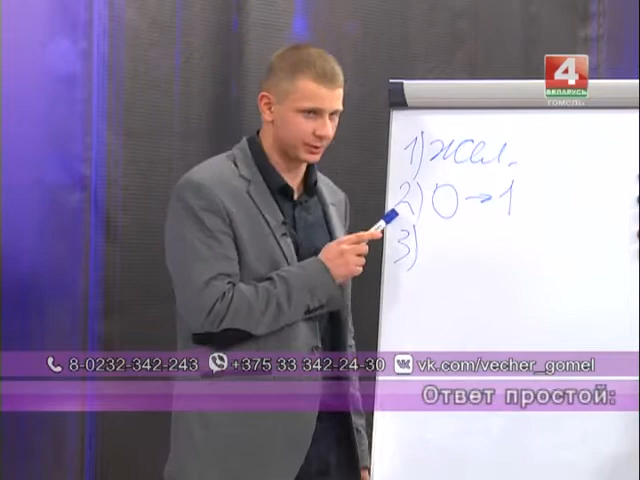 4
БЕЛАРУСЬ
ГОМЕЛЬ
1) Жел.
2) 0→1
3)
8-0232-342-243 +375 33 342-24-30 vk.com/vecher_gomel
Ответ простой: